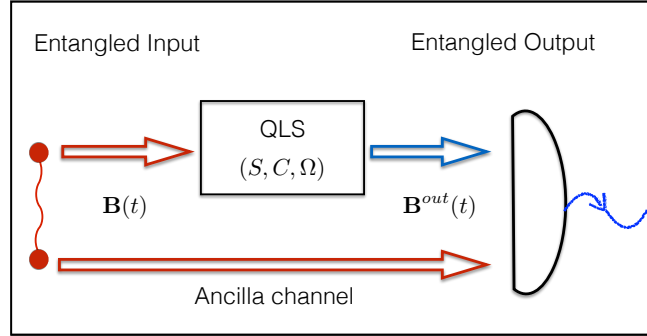 Entangled Input
Entangled Output
QLS
(S, C, Ω)
B(t)
B^{out}(t)
Ancilla channel